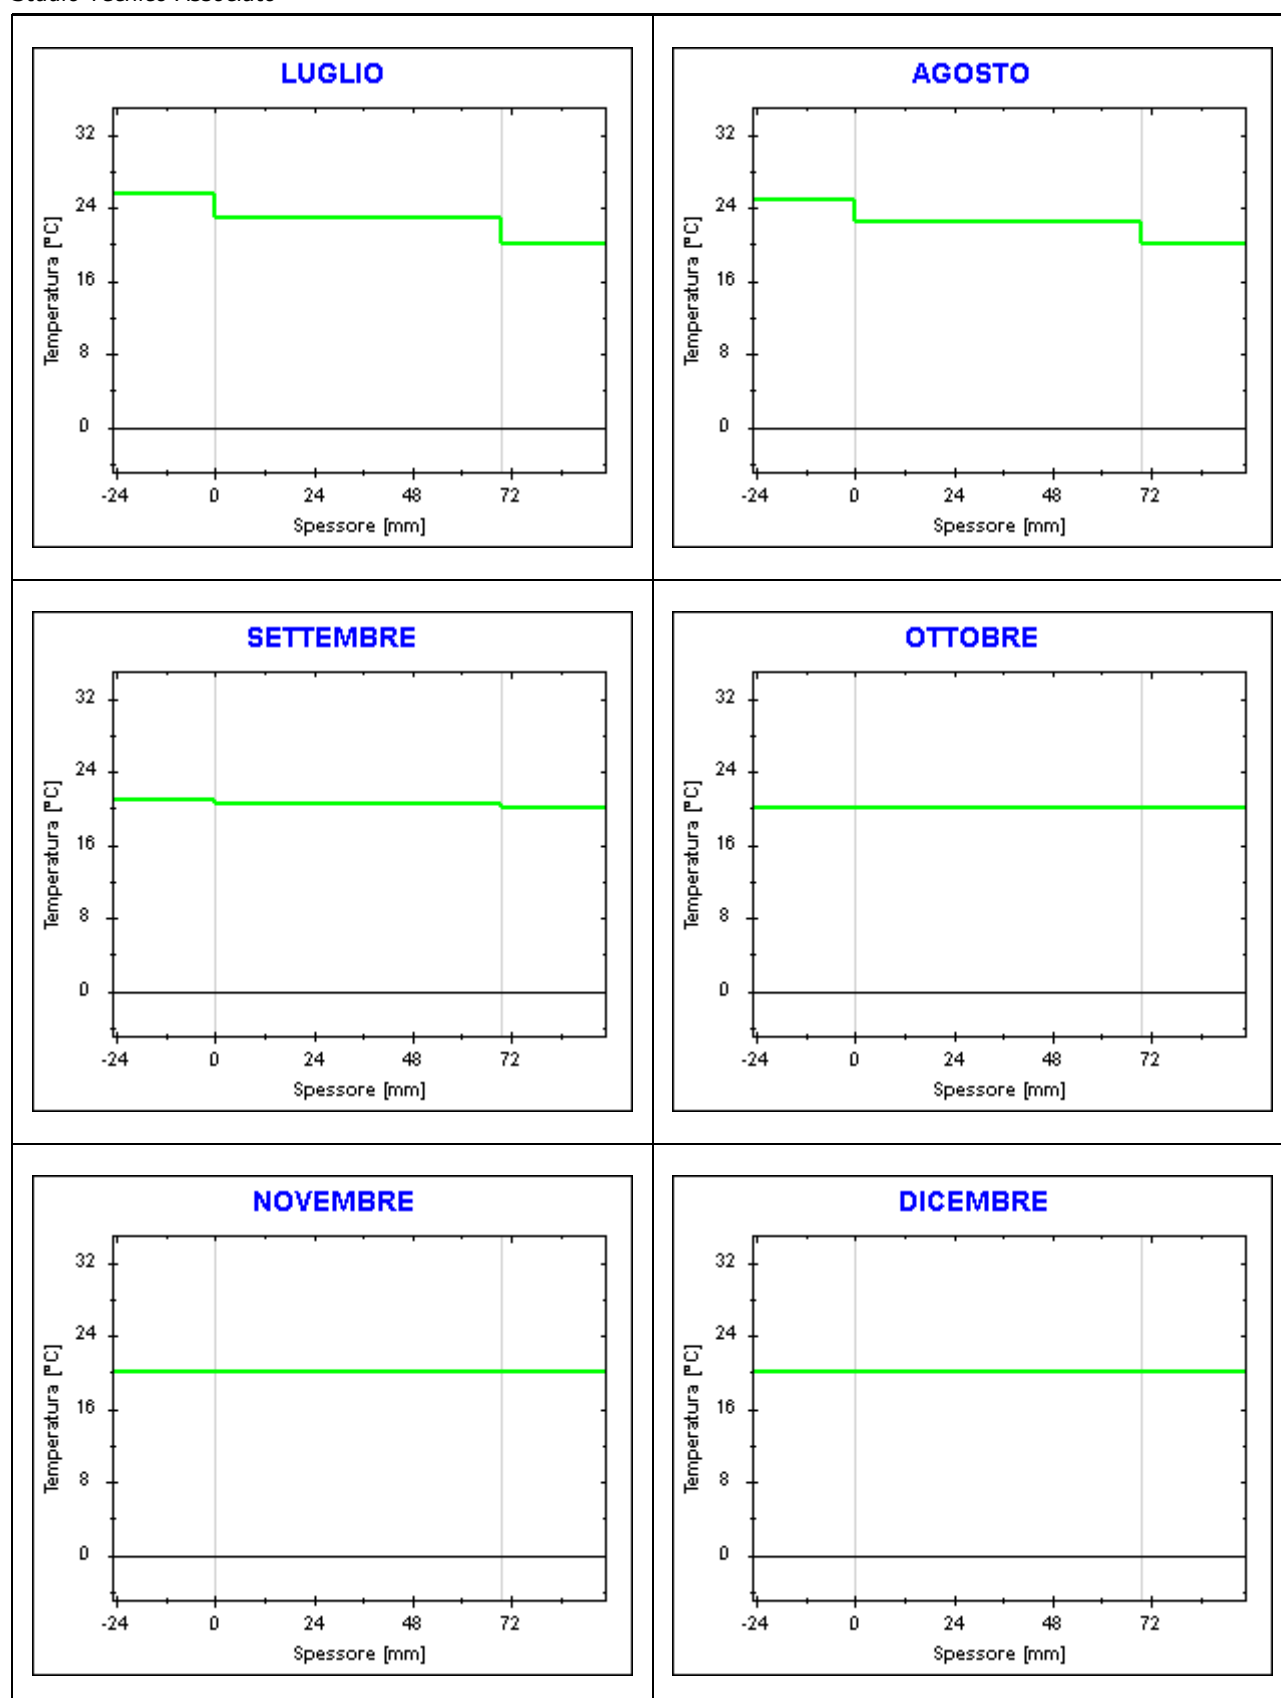 Studio Tecnico Associato
LUGLIO
32
24
16
8
0
Temperatura [°C]
-24 0 24 48 72
Spessore [mm]
AGOSTO
32
24
16
8
0
Temperatura [°C]
-24 0 24 48 72
Spessore [mm]
SETTEMBRE
32
24
16
8
0
Temperatura [°C]
-24 0 24 48 72
Spessore [mm]
OTTOBRE
32
24
16
8
0
Temperatura [°C]
-24 0 24 48 72
Spessore [mm]
NOVEMBRE
32
24
16
8
0
Temperatura [°C]
-24 0 24 48 72
Spessore [mm]
DICEMBRE
32
24
16
8
0
Temperatura [°C]
-24 0 24 48 72
Spessore [mm]